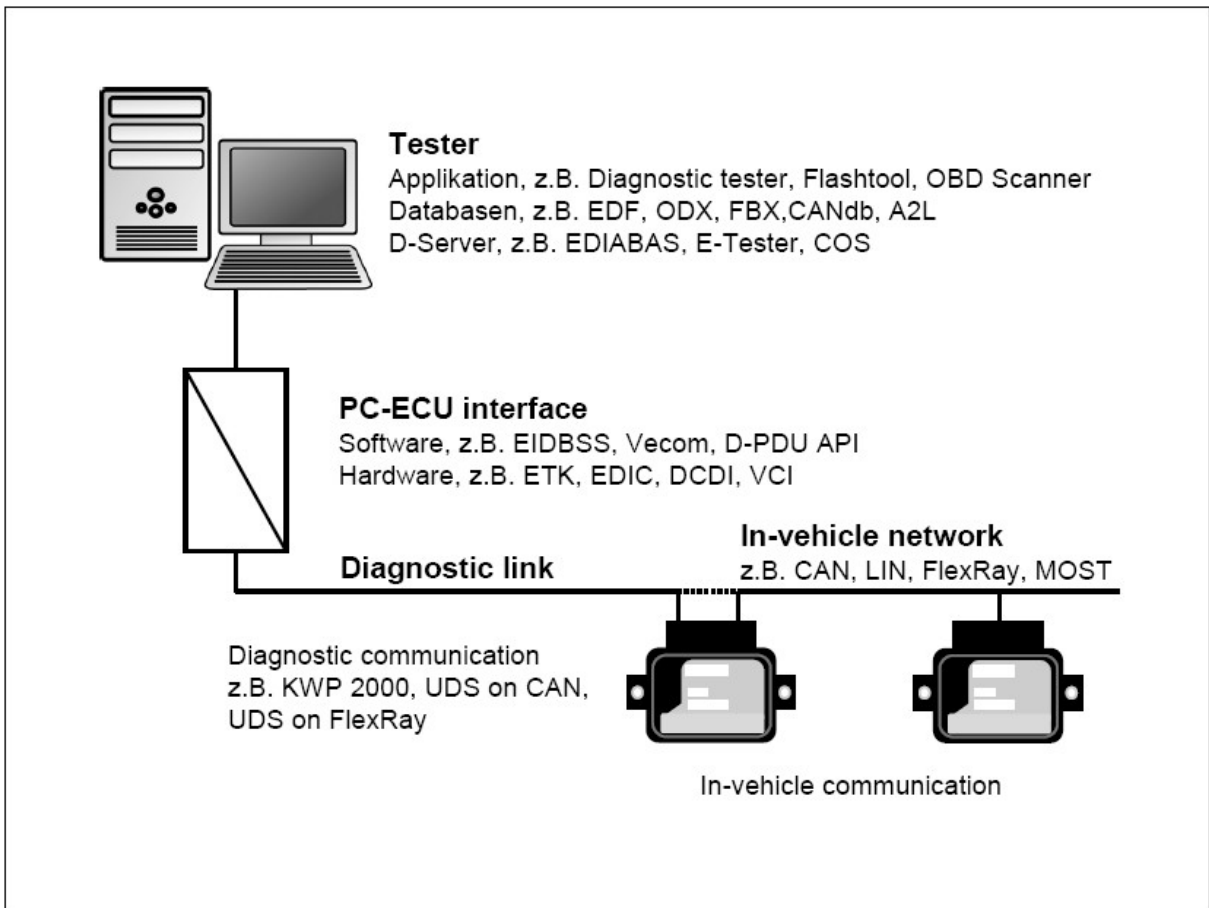 Tester
Applikation, z.B. Diagnostic tester, Flashtool, OBD Scanner
Databasen, z.B. EDF, ODX, FBX,CANdb, A2L
D-Server, z.B. EDIABAS, E-Tester, COS
PC-ECU interface
Software, z.B. EIDBSS, Vecom, D-PDU API
Hardware, z.B. ETK, EDIC, DCDI, VCI
In-vehicle network
z.B. CAN, LIN, FlexRay, MOST
Diagnostic link
Diagnostic communication
z.B. KWP 2000, UDS on CAN,
UDS on FlexRay
In-vehicle communication